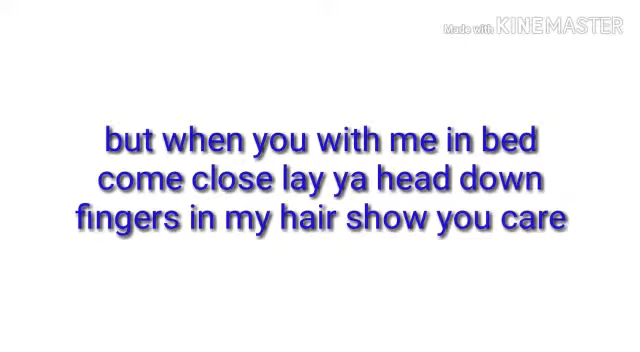 Made with KINEMASTER
but when you with me in bed
come close lay ya head down
fingers in my hair show you care